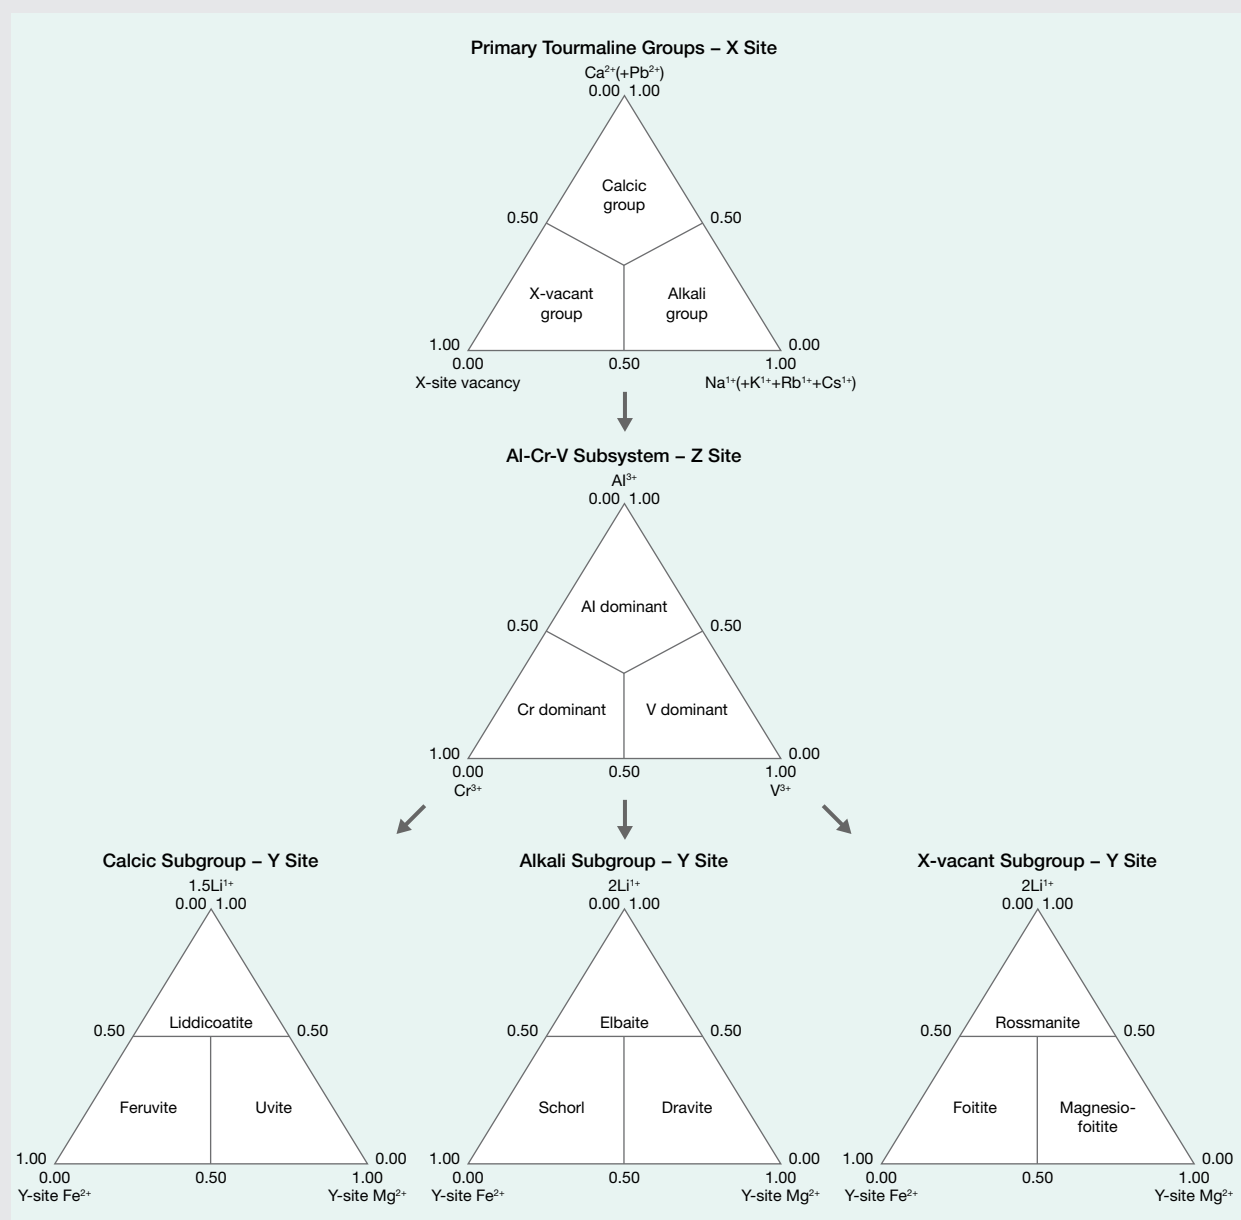 Primary Tourmaline Groups – X Site
Ca²⁺(+Pb²⁺)
0.00 1.00
Calcic
group
0.50 0.50
X-vacant
group
Alkali
group
1.00 0.00
0.00 0.50 1.00
X-site vacancy Na¹⁺(+K¹⁺+Rb¹⁺+Cs¹⁺)
Al-Cr-V Subsystem – Z Site
Al³⁺
0.00 1.00
Al dominant
0.50 0.50
Cr dominant V dominant
1.00 0.00
0.00 0.50 1.00
Cr³⁺ V³⁺
Calcic Subgroup – Y Site
1.5Li¹⁺
0.00 1.00
Liddicoatite
0.50 0.50
Feruvite Uvite
1.00 0.00
0.00 0.50 1.00
Y-site Fe²⁺ Y-site Mg²⁺
Alkali Subgroup – Y Site
2Li¹⁺
0.00 1.00
Elbaite
0.50 0.50
Schorl Dravite
1.00 0.00
0.00 0.50 1.00
Y-site Fe²⁺ Y-site Mg²⁺
X-vacant Subgroup – Y Site
2Li¹⁺
0.00 1.00
Rossmanite
0.50 0.50
Foitite
Magnesio-
foitite
1.00 0.00
0.00 0.50 1.00
Y-site Fe²⁺ Y-site Mg²⁺